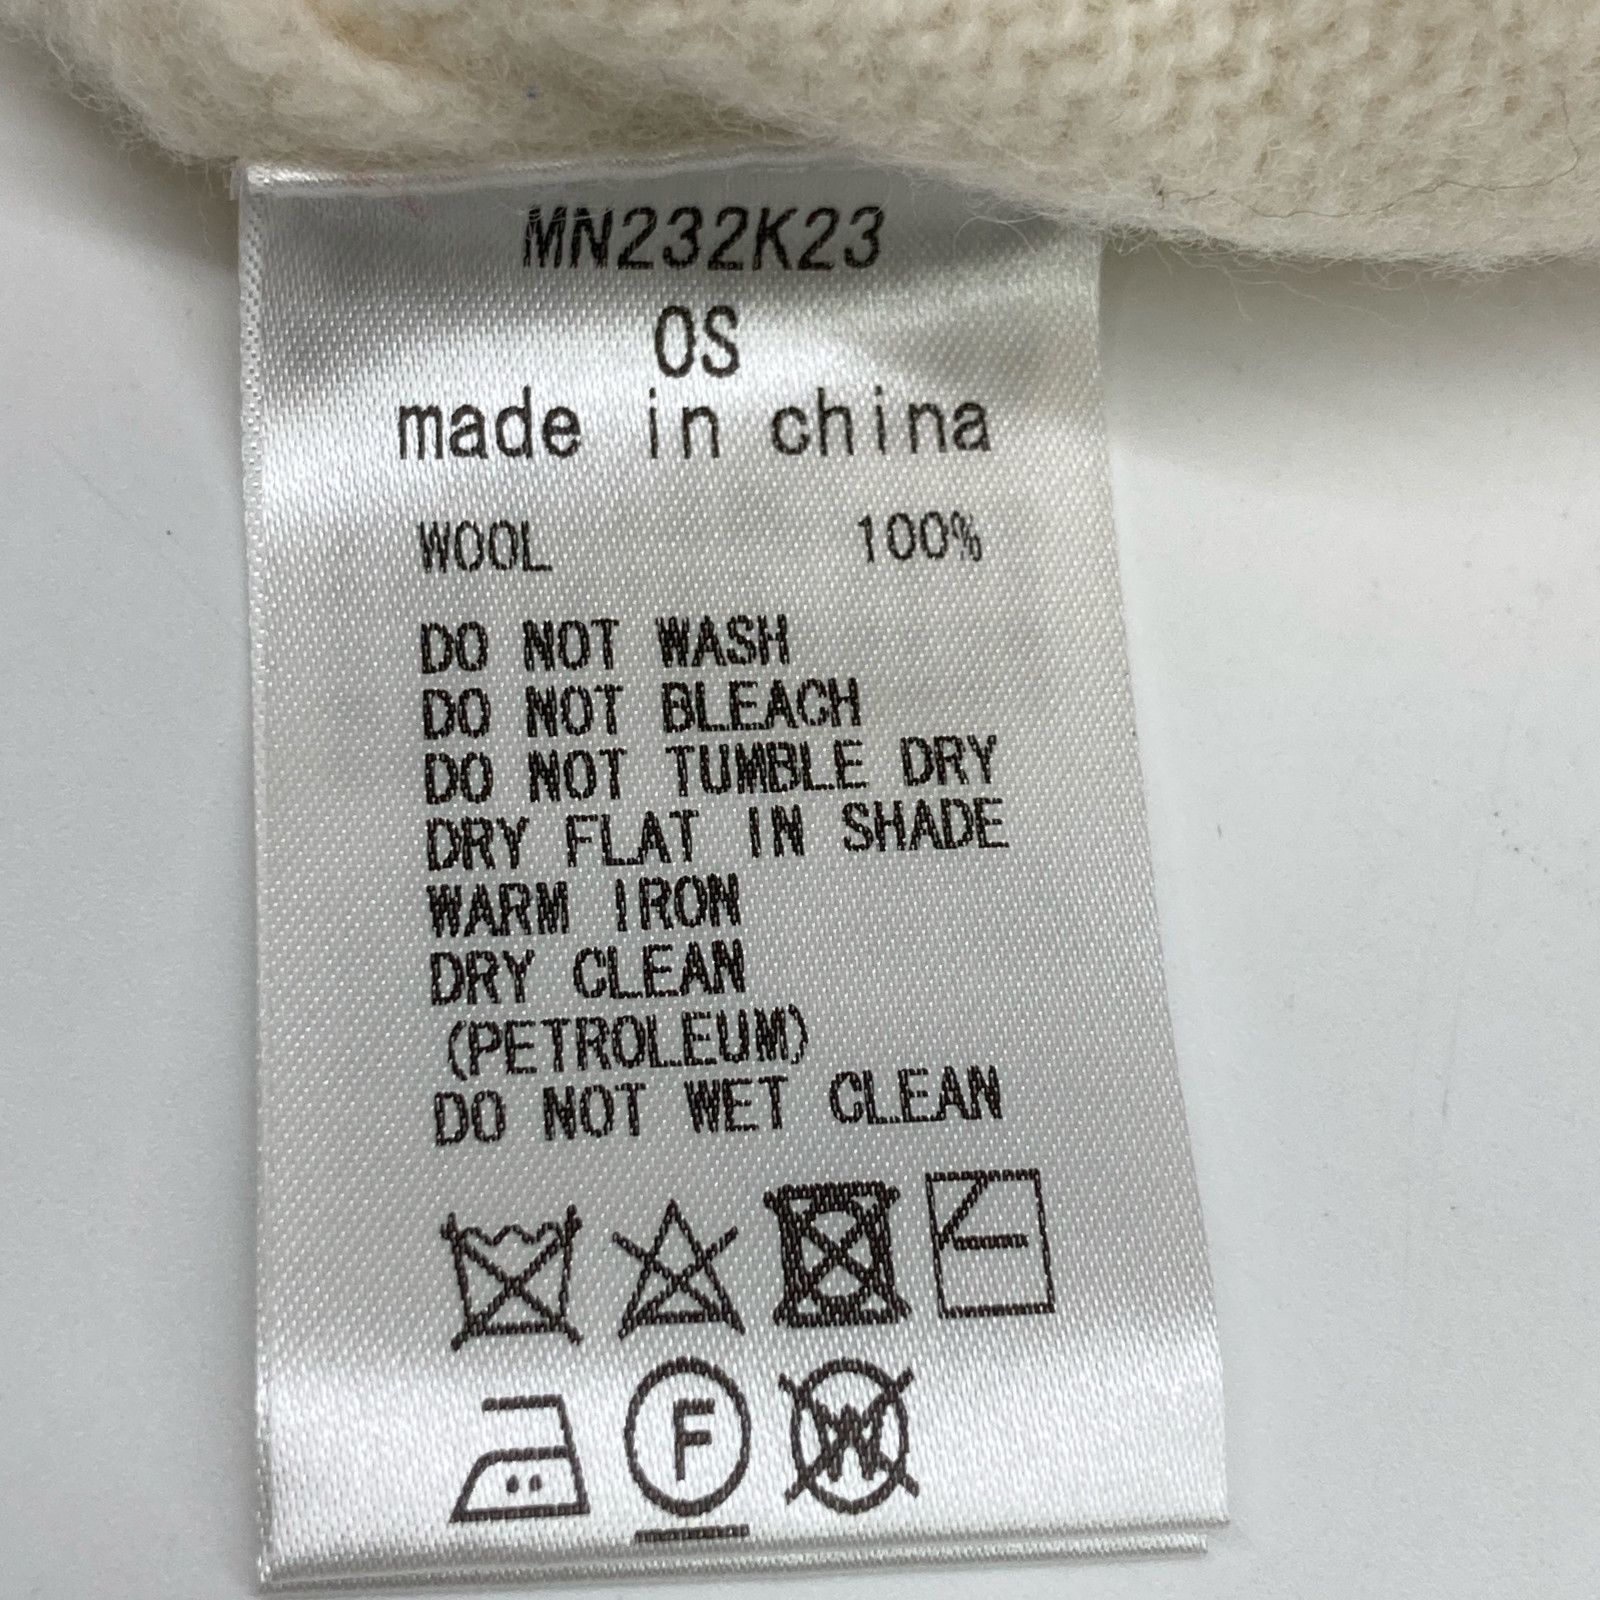 MN232K23
OS
made in china
WOOL 100%
DO NOT WASH
DO NOT BLEACH
DO NOT TUMBLE DRY
DRY FLAT IN SHADE
WARM IRON
DRY CLEAN
(PETROLEUM)
DO NOT WET CLEAN
F W